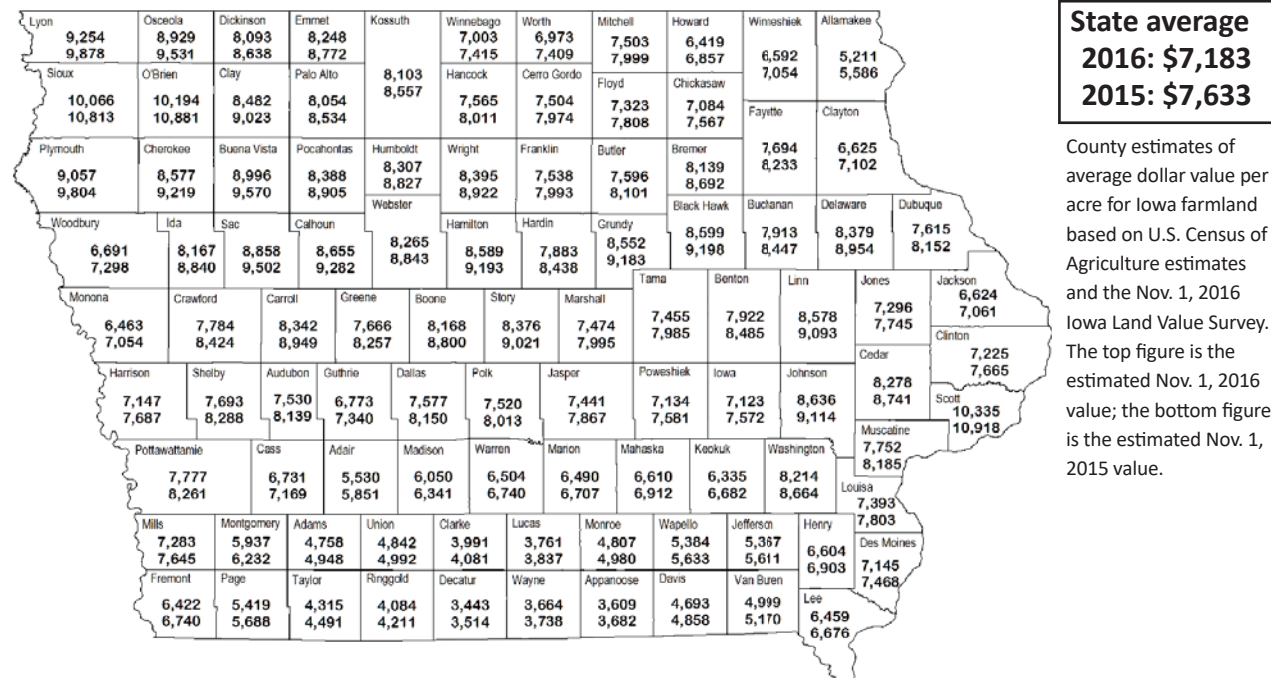 Lyon Osceola Dickinson Emmet Kossuth Winnebago Worth Mitchell Howard Winneshiek Allamakee
9,254 8,929 8,093 8,248 8,103 7,003 6,973 7,503 6,419 6,592 5,211
9,878 9,531 8,638 8,772 8,557 7,415 7,409 7,999 6,857 7,054 5,586
Sioux O'Brien Clay Palo Alto Hancock Cerro Gordo Floyd Chickasaw
10,066 10,194 8,482 8,054 7,565 7,504 7,323 7,084
10,813 10,881 9,023 8,534 8,011 7,974 7,808 7,567
Fayette Clayton
7,694 6,625
8,233 7,102
Plymouth Cherokee Buena Vista Pocahontas Humboldt Wright Franklin Butler Bremer
9,057 8,577 8,996 8,388 8,307 8,395 7,538 7,596 8,139
9,804 9,219 9,570 8,905 8,827 8,922 7,993 8,101 8,692
Woodbury Ida Sac Calhoun Webster Hamilton Hardin Grundy Black Hawk Buchanan Delaware Dubuque
6,691 8,167 8,858 8,655 8,265 8,589 7,883 8,552 8,599 7,913 8,379 7,615
7,298 8,840 9,502 9,282 8,843 9,193 8,438 9,183 9,198 8,447 8,954 8,152
Monona Crawford Carroll Greene Boone Story Marshall Tama Benton Linn Jones Jackson
6,463 7,784 8,342 7,666 8,168 8,376 7,474 7,455 7,922 8,578 7,296 6,624
7,054 8,424 8,949 8,257 8,800 9,021 7,995 7,985 8,485 9,093 7,745 7,061
Clinton
7,225
7,665
Harrison Shelby Audubon Guthrie Dallas Polk Jasper Poweshiek Iowa Johnson Cedar Scott
7,147 7,693 7,530 6,773 7,577 7,520 7,441 7,134 7,123 8,636 8,278 10,335
7,687 8,288 8,139 7,340 8,150 8,013 7,867 7,581 7,572 9,114 8,741 10,918
Muscatine
7,752
8,185
Pottawattamie Cass Adair Madison Warren Marion Mahaska Keokuk Washington Louisa
7,777 6,731 5,530 6,050 6,504 6,490 6,610 6,335 8,214 7,393
8,261 7,169 5,851 6,341 6,740 6,707 6,912 6,682 8,664 7,803
Mills Montgomery Adams Union Clarke Lucas Monroe Wapello Jefferson Henry Des Moines
7,283 5,937 4,758 4,842 3,991 3,761 4,807 5,384 5,367 6,604 7,145
7,645 6,232 4,948 4,992 4,081 3,837 4,980 5,633 5,611 6,903 7,468
Fremont Page Taylor Ringgold Decatur Wayne Appanoose Davis Van Buren Lee
6,422 5,419 4,315 4,084 3,443 3,664 3,609 4,693 4,999 6,459
6,740 5,688 4,491 4,211 3,514 3,738 3,682 4,858 5,170 6,676
State average
2016: $7,183
2015: $7,633
County estimates of
average dollar value per
acre for Iowa farmland
based on U.S. Census of
Agriculture estimates
and the Nov. 1, 2016
Iowa Land Value Survey.
The top figure is the
estimated Nov. 1, 2016
value; the bottom figure
is the estimated Nov. 1,
2015 value.